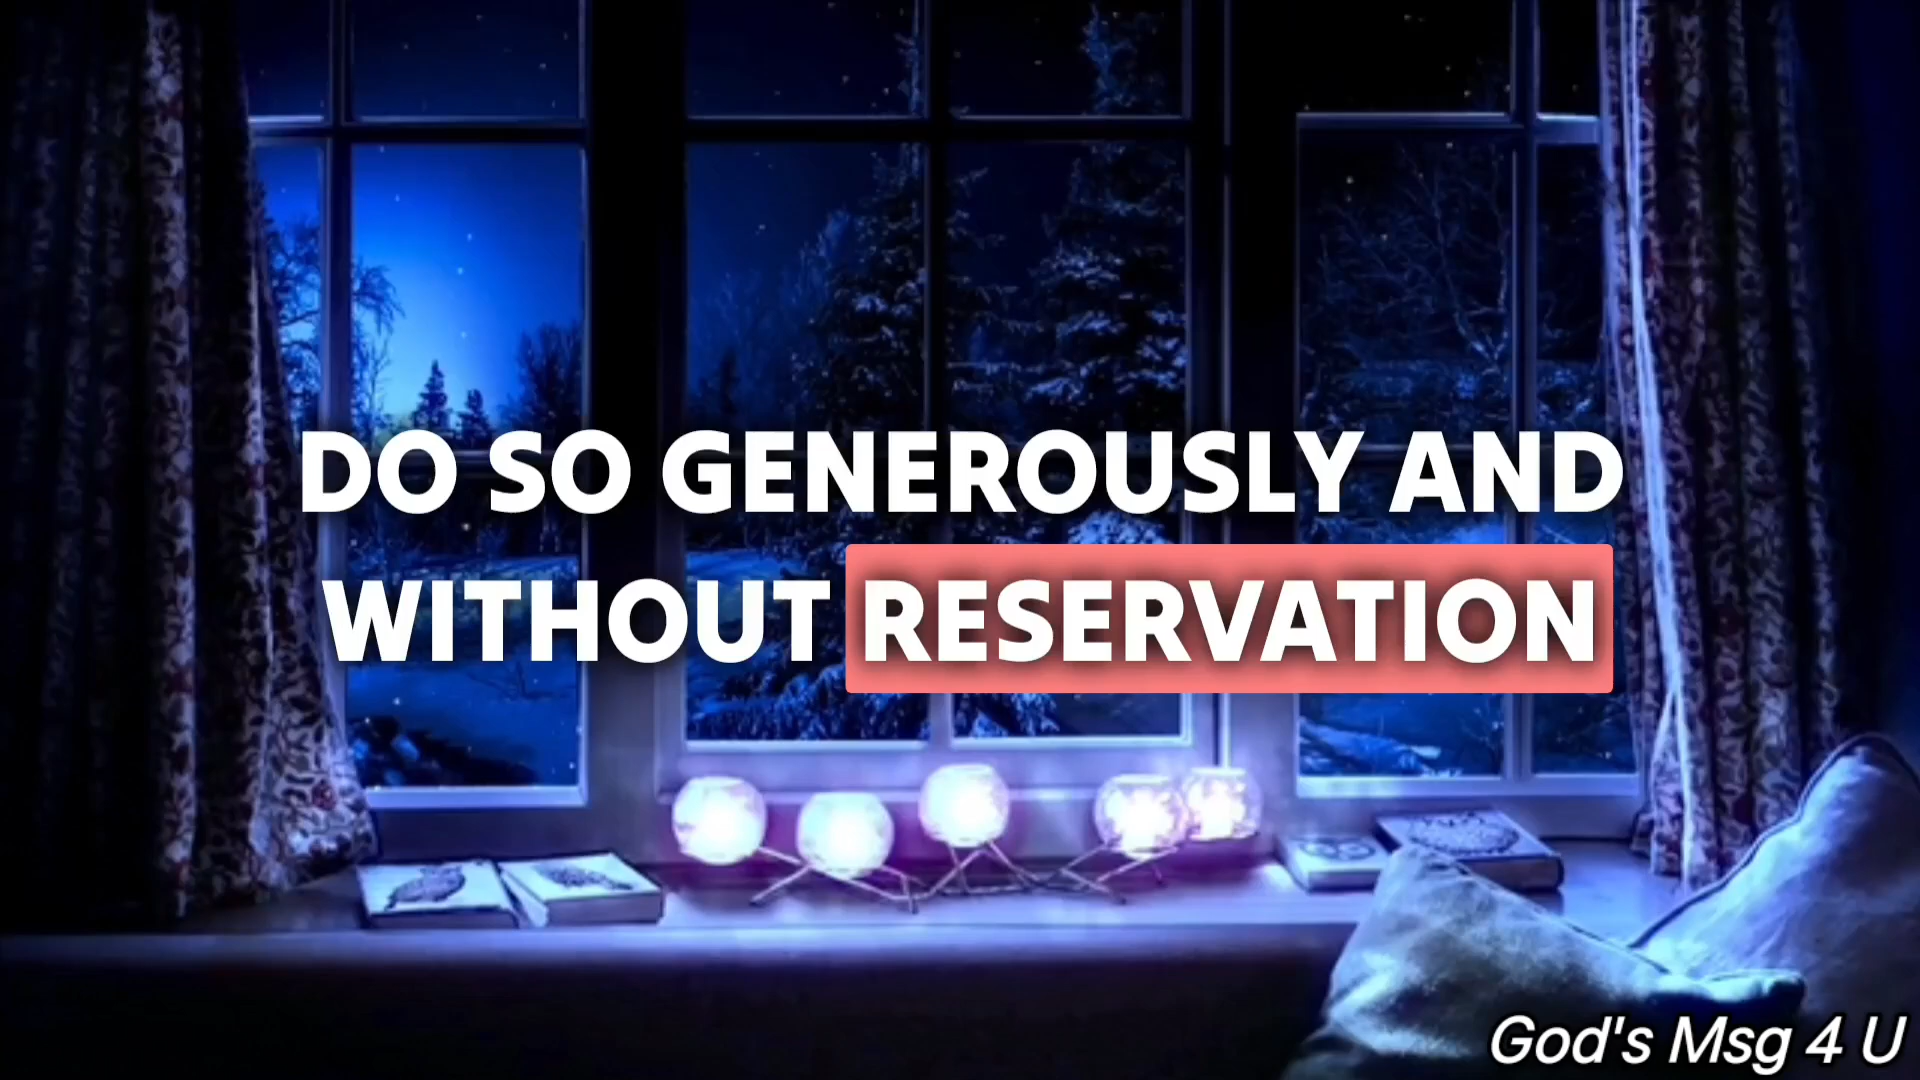 DO SO GENEROUSLY AND
WITHOUT RESERVATION
God's Msg 4 U